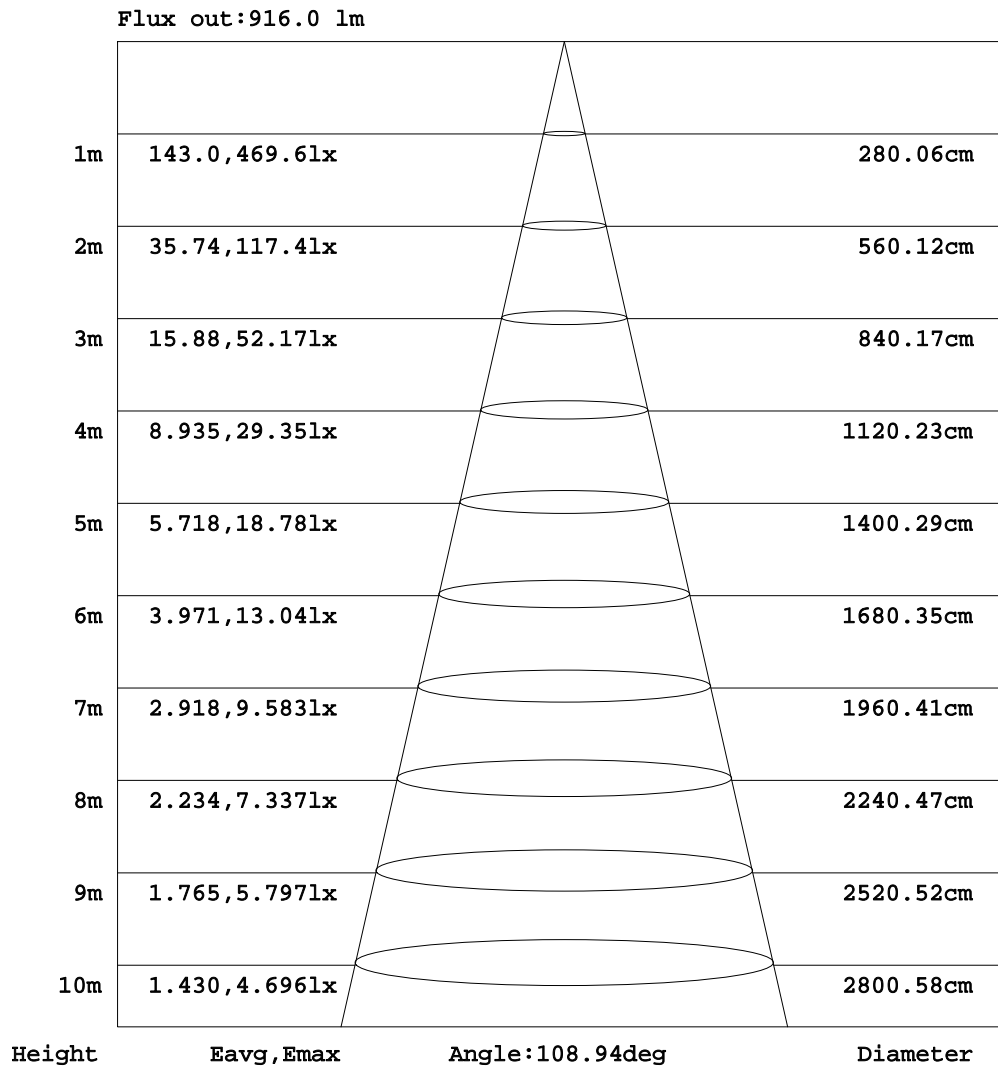 Flux out:916.0 lm
1m 143.0,469.6lx 280.06cm
2m 35.74,117.4lx 560.12cm
3m 15.88,52.17lx 840.17cm
4m 8.935,29.35lx 1120.23cm
5m 5.718,18.78lx 1400.29cm
6m 3.971,13.04lx 1680.35cm
7m 2.918,9.583lx 1960.41cm
8m 2.234,7.337lx 2240.47cm
9m 1.765,5.797lx 2520.52cm
10m 1.430,4.696lx 2800.58cm
Height Eavg,Emax Angle:108.94deg Diameter